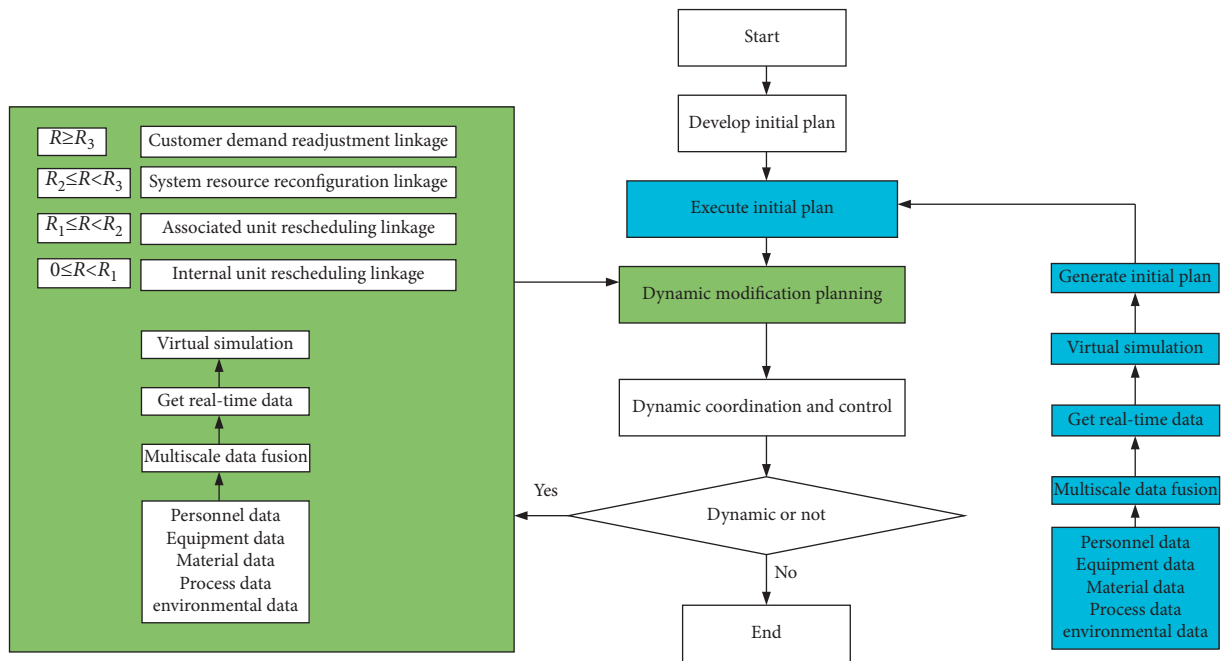 Start
Develop initial plan
Execute initial plan
Dynamic modification planning
Dynamic coordination and control
Dynamic or not
Yes
No
End
R≥R₃
Customer demand readjustment linkage
R₂≤R<R₃
System resource reconfiguration linkage
R₁≤R<R₂
Associated unit rescheduling linkage
0≤R<R₁
Internal unit rescheduling linkage
Virtual simulation
Get real-time data
Multiscale data fusion
Personnel data
Equipment data
Material data
Process data
environmental data
Generate initial plan
Virtual simulation
Get real-time data
Multiscale data fusion
Personnel data
Equipment data
Material data
Process data
environmental data